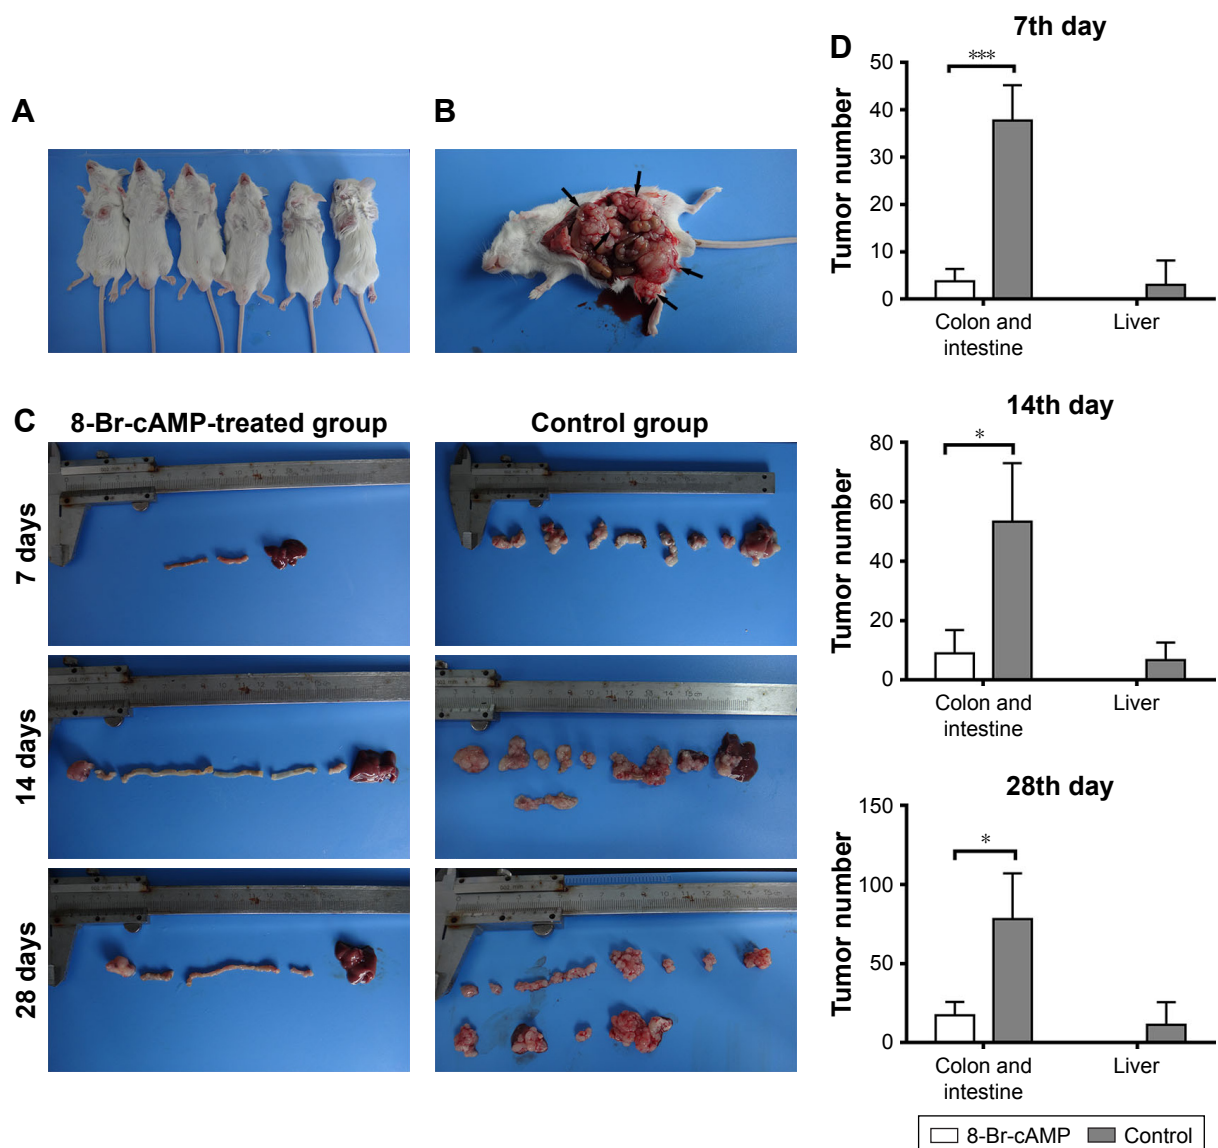 A
B
C
8-Br-cAMP-treated group
Control group
7 days
14 days
28 days
D
7th day
Tumor number
50
40
30
20
10
0
***
Colon and
intestine
Liver
14th day
Tumor number
80
60
40
20
0
*
Colon and
intestine
Liver
28th day
Tumor number
150
100
50
0
*
Colon and
intestine
Liver
8-Br-cAMP
Control